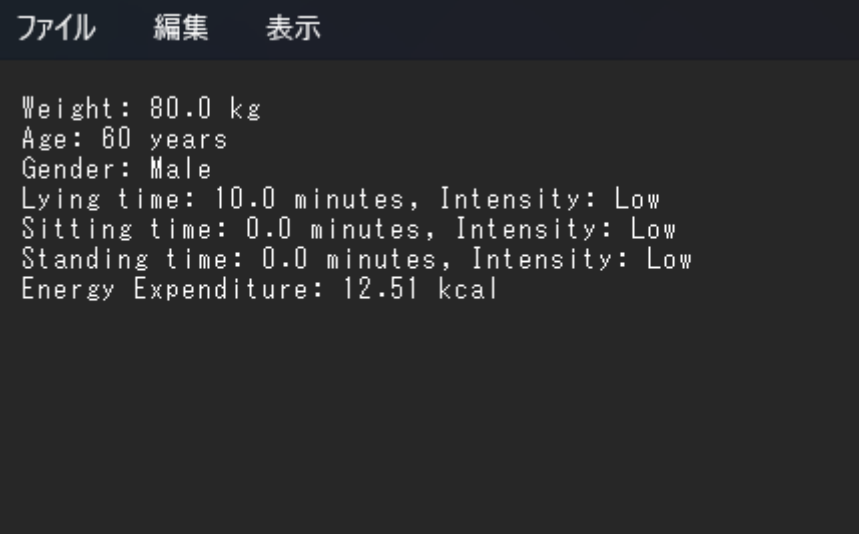 ファイル 編集 表示
Weight: 80.0 kg
Age: 60 years
Gender: Male
Lying time: 10.0 minutes, Intensity: Low
Sitting time: 0.0 minutes, Intensity: Low
Standing time: 0.0 minutes, Intensity: Low
Energy Expenditure: 12.51 kcal